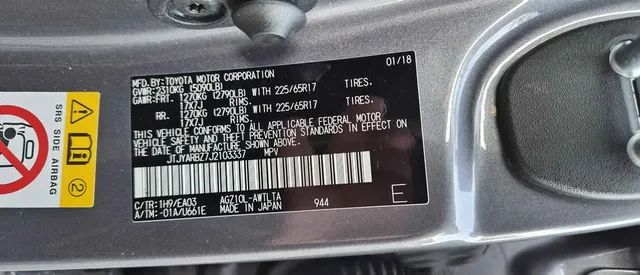 MFD.BY:TOYOTA MOTOR CORPORATION 01/18
GVWR:2310KG (5090LB)
GAWR:FRT. 1270KG (2790LB) WITH 225/65R17 TIRES.
17X7J RIMS.
RR. 1270KG (2790LB) WITH 225/65R17 TIRES.
17X7J RIMS.
THIS VEHICLE CONFORMS TO ALL APPLICABLE FEDERAL MOTOR
VEHICLE SAFETY AND THEFT PREVENTION STANDARDS IN EFFECT
ON THE DATE OF MANUFACTURE SHOWN ABOVE.
JTJYARBZ7J2103337 MPV
C/TR:1H9/EA03 AGZ10L-AWTLTA
A/TM:-01A/U661E MADE IN JAPAN 944
E
SRS SIDE AIRBAG
2